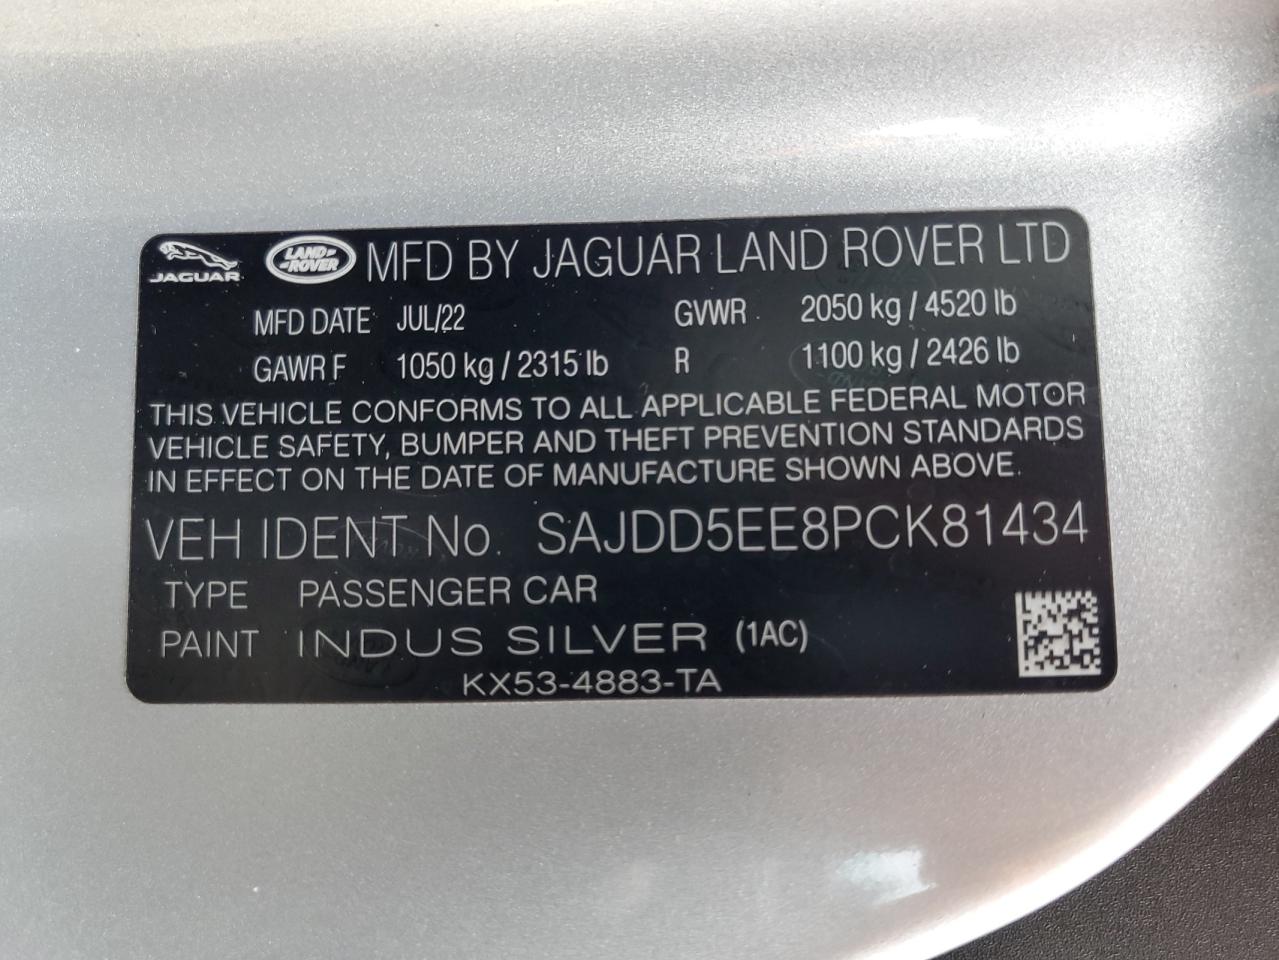 JAGUAR LAND ROVER MFD BY JAGUAR LAND ROVER LTD
MFD DATE JUL/22 GVWR 2050 kg / 4520 lb
GAWR F 1050 kg / 2315 lb R 1100 kg / 2426 lb
THIS VEHICLE CONFORMS TO ALL APPLICABLE FEDERAL MOTOR
VEHICLE SAFETY, BUMPER AND THEFT PREVENTION STANDARDS
IN EFFECT ON THE DATE OF MANUFACTURE SHOWN ABOVE.
VEH IDENT No. SAJDD5EE8PCK81434
TYPE PASSENGER CAR
PAINT INDUS SILVER (1AC)
KX53-4883-TA